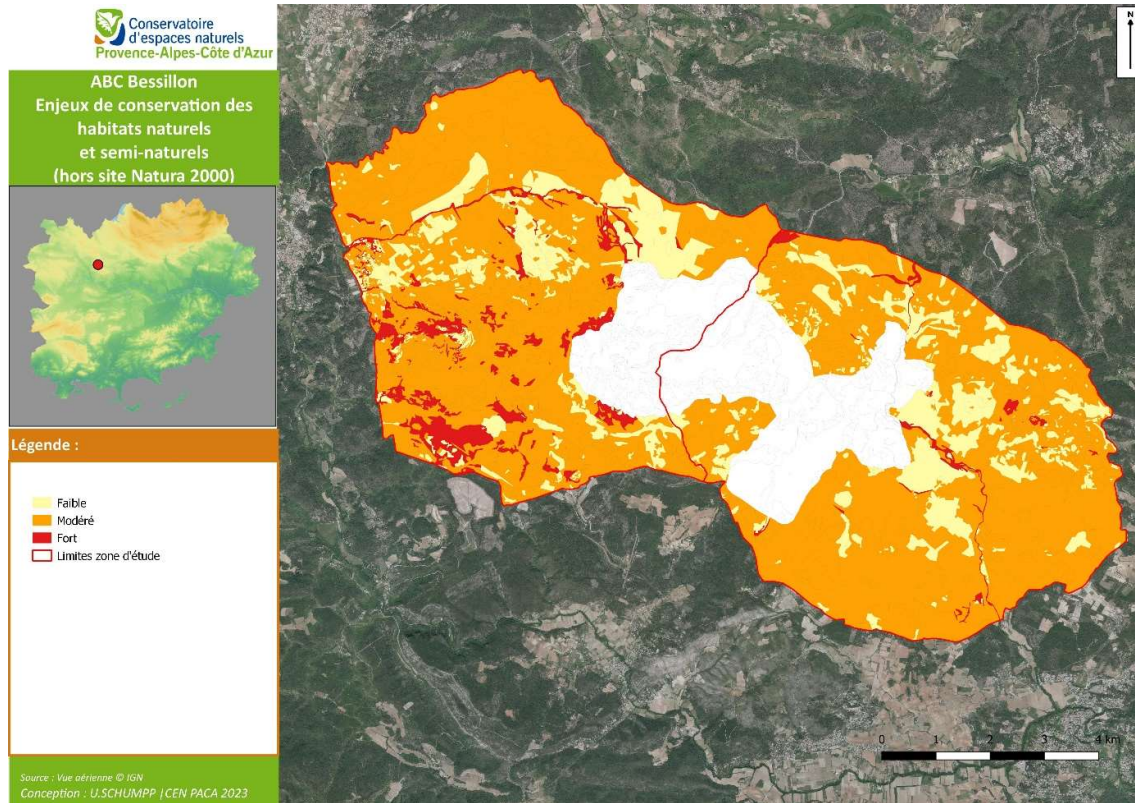 Conservatoire
d'espaces naturels
Provence-Alpes-Côte d'Azur
ABC Bessillon
Enjeux de conservation des
habitats naturels
et semi-naturels
(hors site Natura 2000)
Légende :
Faible
Modéré
Fort
Limites zone d'étude
Source : Vue aérienne © IGN
Conception : U.SCHUMPP | CEN PACA 2023
N
0 1 2 3 4 km